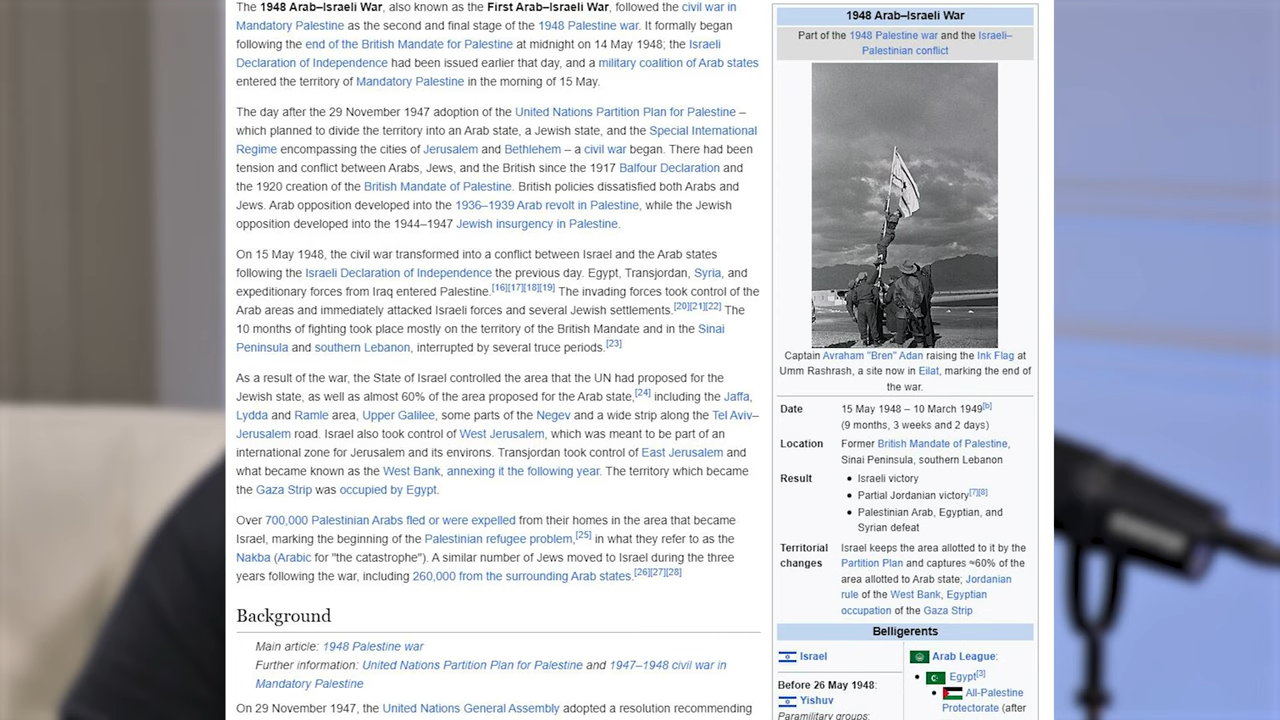 The 1948 Arab–Israeli War, also known as the First Arab–Israeli War, followed the civil war in
Mandatory Palestine as the second and final stage of the 1948 Palestine war. It formally began
following the end of the British Mandate for Palestine at midnight on 14 May 1948; the Israeli
Declaration of Independence had been issued earlier that day, and a military coalition of Arab states
entered the territory of Mandatory Palestine in the morning of 15 May.
The day after the 29 November 1947 adoption of the United Nations Partition Plan for Palestine –
which planned to divide the territory into an Arab state, a Jewish state, and the Special International
Regime encompassing the cities of Jerusalem and Bethlehem – a civil war began. There had been
tension and conflict between Arabs, Jews, and the British since the 1917 Balfour Declaration and
the 1920 creation of the British Mandate of Palestine. British policies dissatisfied both Arabs and
Jews. Arab opposition developed into the 1936–1939 Arab revolt in Palestine, while the Jewish
opposition developed into the 1944–1947 Jewish insurgency in Palestine.
On 15 May 1948, the civil war transformed into a conflict between Israel and the Arab states
following the Israeli Declaration of Independence the previous day. Egypt, Transjordan, Syria, and
expeditionary forces from Iraq entered Palestine.[16][17][18][19] The invading forces took control of the
Arab areas and immediately attacked Israeli forces and several Jewish settlements.[20][21][22] The
10 months of fighting took place mostly on the territory of the British Mandate and in the Sinai
Peninsula and southern Lebanon, interrupted by several truce periods.[23]
As a result of the war, the State of Israel controlled the area that the UN had proposed for the
Jewish state, as well as almost 60% of the area proposed for the Arab state,[24] including the Jaffa,
Lydda and Ramle area, Upper Galilee, some parts of the Negev and a wide strip along the Tel Aviv–
Jerusalem road. Israel also took control of West Jerusalem, which was meant to be part of an
international zone for Jerusalem and its environs. Transjordan took control of East Jerusalem and
what became known as the West Bank, annexing it the following year. The territory which became
the Gaza Strip was occupied by Egypt.
Over 700,000 Palestinian Arabs fled or were expelled from their homes in the area that became
Israel, marking the beginning of the Palestinian refugee problem,[25] in what they refer to as the
Nakba (Arabic for "the catastrophe"). A similar number of Jews moved to Israel during the three
years following the war, including 260,000 from the surrounding Arab states.[26][27][28]
Background
Main article: 1948 Palestine war
Further information: United Nations Partition Plan for Palestine and 1947–1948 civil war in
Mandatory Palestine
On 29 November 1947, the United Nations General Assembly adopted a resolution recommending
1948 Arab–Israeli War
Part of the 1948 Palestine war and the Israeli–
Palestinian conflict
Captain Avraham "Bren" Adan raising the Ink Flag at
Umm Rashrash, a site now in Eilat, marking the end of
the war.
Date 15 May 1948 – 10 March 1949[b]
(9 months, 3 weeks and 2 days)
Location Former British Mandate of Palestine,
Sinai Peninsula, southern Lebanon
Result • Israeli victory
• Partial Jordanian victory[7][8]
• Palestinian Arab, Egyptian, and
Syrian defeat
Territorial Israel keeps the area allotted to it by the
changes Partition Plan and captures ≈60% of the
area allotted to Arab state; Jordanian
rule of the West Bank, Egyptian
occupation of the Gaza Strip
Belligerents
Israel
Before 26 May 1948:
Yishuv
Paramilitary groups:
Arab League:
• Egypt[3]
• All-Palestine
Protectorate (after